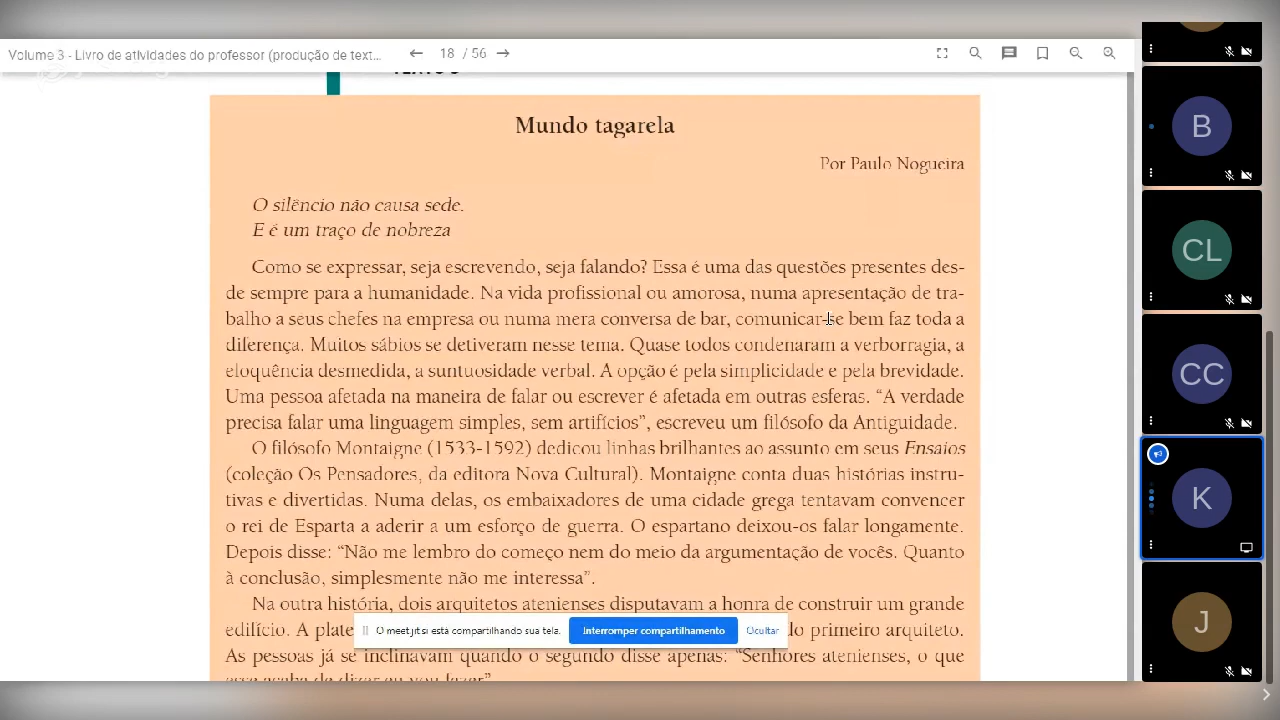 Volume 3 - Livro de atividades do professor (produção de text...
18 / 56
Mundo tagarela
Por Paulo Nogueira
O silêncio não causa sede.
E é um traço de nobreza
Como se expressar, seja escrevendo, seja falando? Essa é uma das questões presentes des-
de sempre para a humanidade. Na vida profissional ou amorosa, numa apresentação de tra-
balho a seus chefes na empresa ou numa mera conversa de bar, comunicar-se bem faz toda a
diferença. Muitos sábios se detiveram nesse tema. Quase todos condenaram a verborragia, a
eloquência desmedida, a suntuosidade verbal. A opção é pela simplicidade e pela brevidade.
Uma pessoa afetada na maneira de falar ou escrever é afetada em outras esferas. “A verdade
precisa falar uma linguagem simples, sem artifícios”, escreveu um filósofo da Antiguidade.
O filósofo Montaigne (1533-1592) dedicou linhas brilhantes ao assunto em seus Ensaios
(coleção Os Pensadores, da editora Nova Cultural). Montaigne conta duas histórias instru-
tivas e divertidas. Numa delas, os embaixadores de uma cidade grega tentavam convencer
o rei de Esparta a aderir a um esforço de guerra. O espartano deixou-os falar longamente.
Depois disse: “Não me lembro do começo nem do meio da argumentação de vocês. Quanto
à conclusão, simplesmente não me interessa”.
Na outra história, dois arquitetos atenienses disputavam a honra de construir um grande
edifício. A plate do primeiro arquiteto.
As pessoas já se inclinavam quando o segundo disse apenas: “Senhores atenienses, o que
esse acaba de dizer eu vou fazer”
O meet.jit.si está compartilhando sua tela.
Interromper compartilhamento
Ocultar
B
CL
CC
K
J